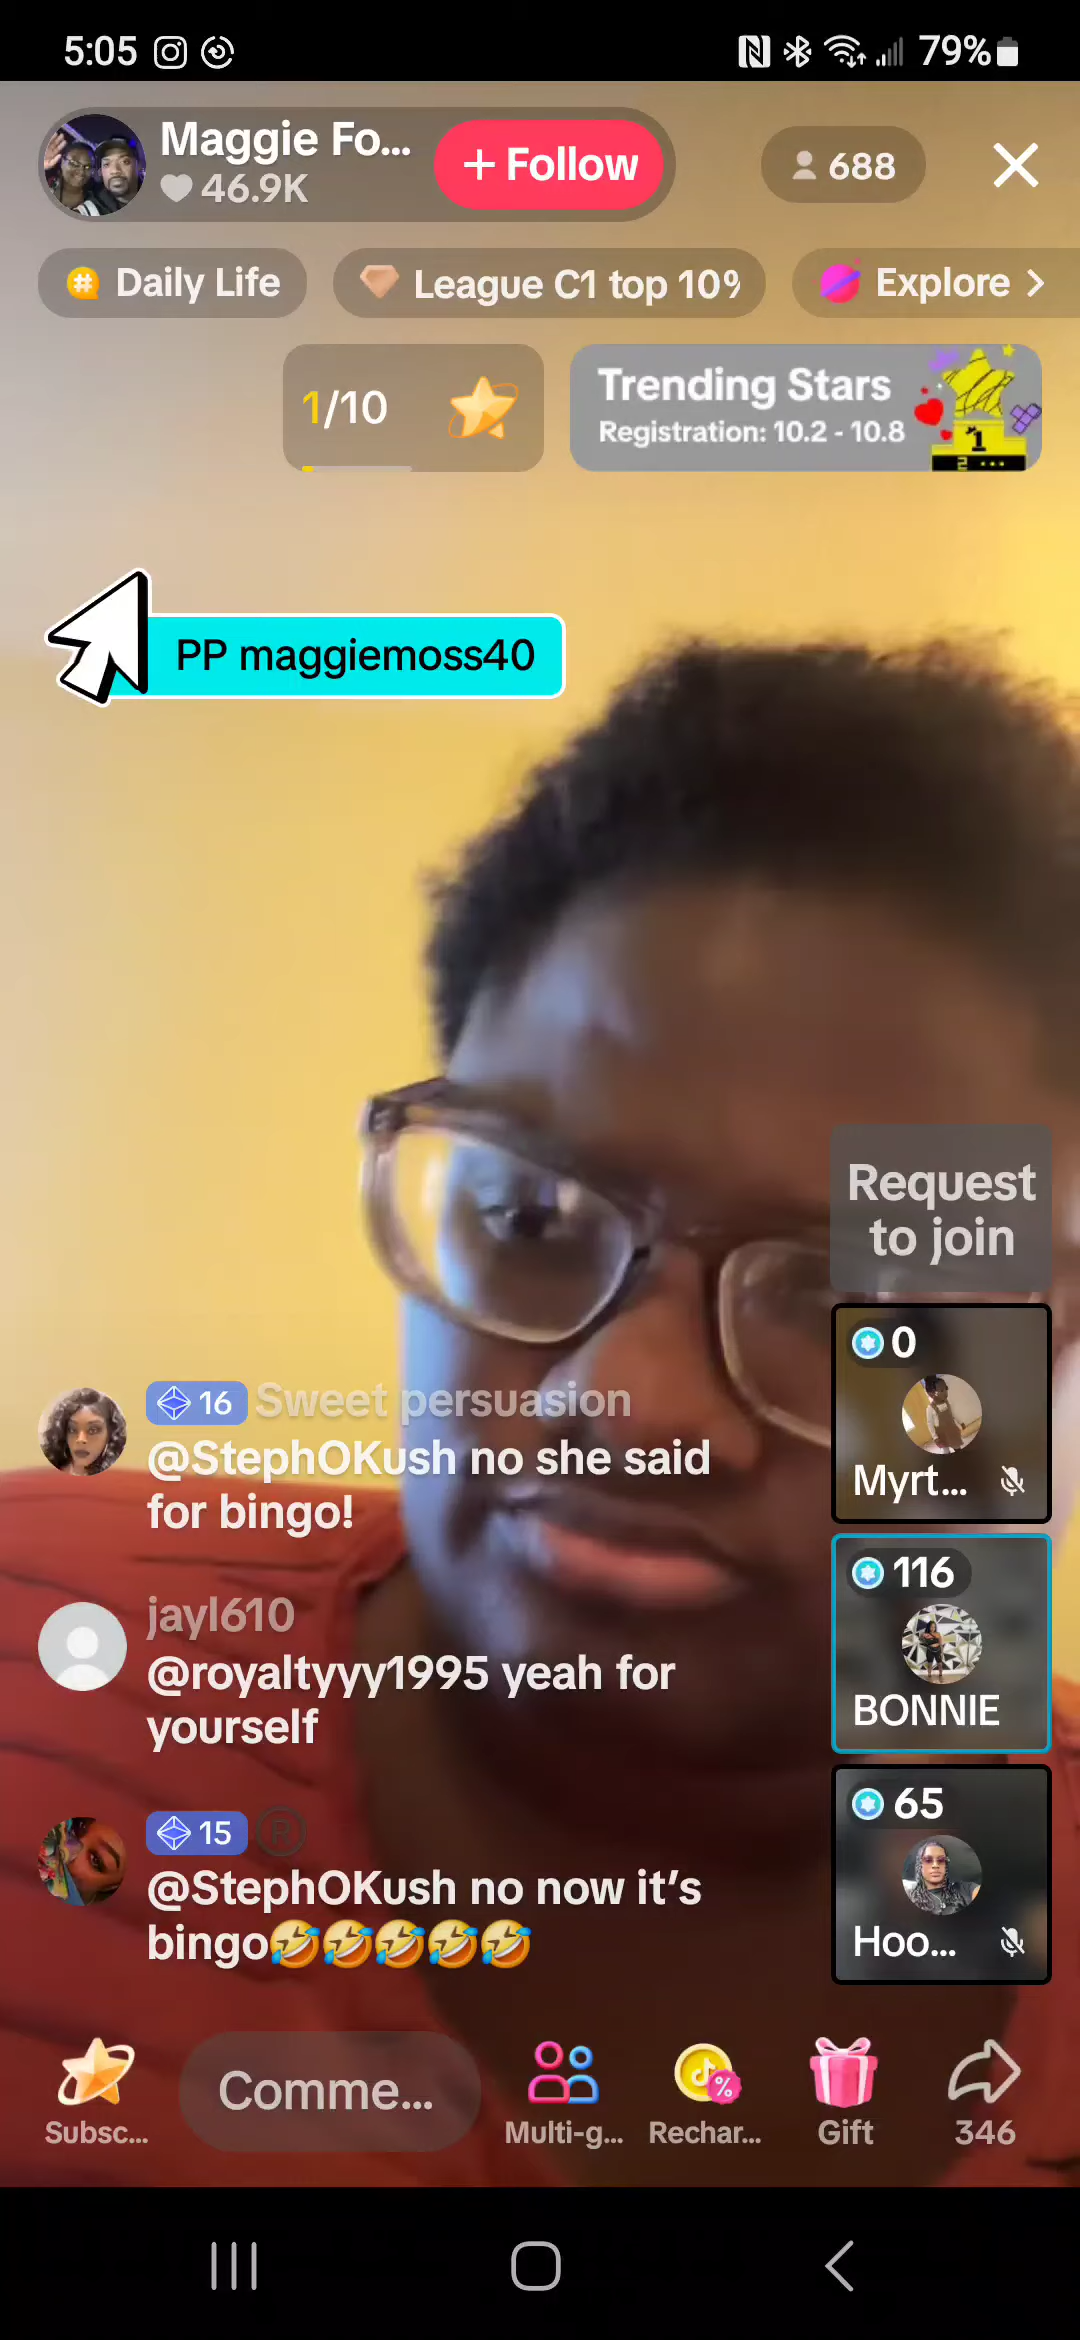 5:05 79%
Maggie Fo...
46.9K
+ Follow
688
Daily Life
League C1 top 10%
Explore >
1/10
Trending Stars
Registration: 10.2 - 10.8
1
2
PP maggiemoss40
Request
to join
0
Myrt...
116
BONNIE
65
Hoo...
16 Sweet persuasion
@StephOKush no she said
for bingo!
jayl610
@royaltyyy1995 yeah for
yourself
15 Ⓡ
@StephOKush no now it's
bingo🤣🤣🤣🤣🤣
Subsc...
Comme...
Multi-g...
Rechar...
Gift
346